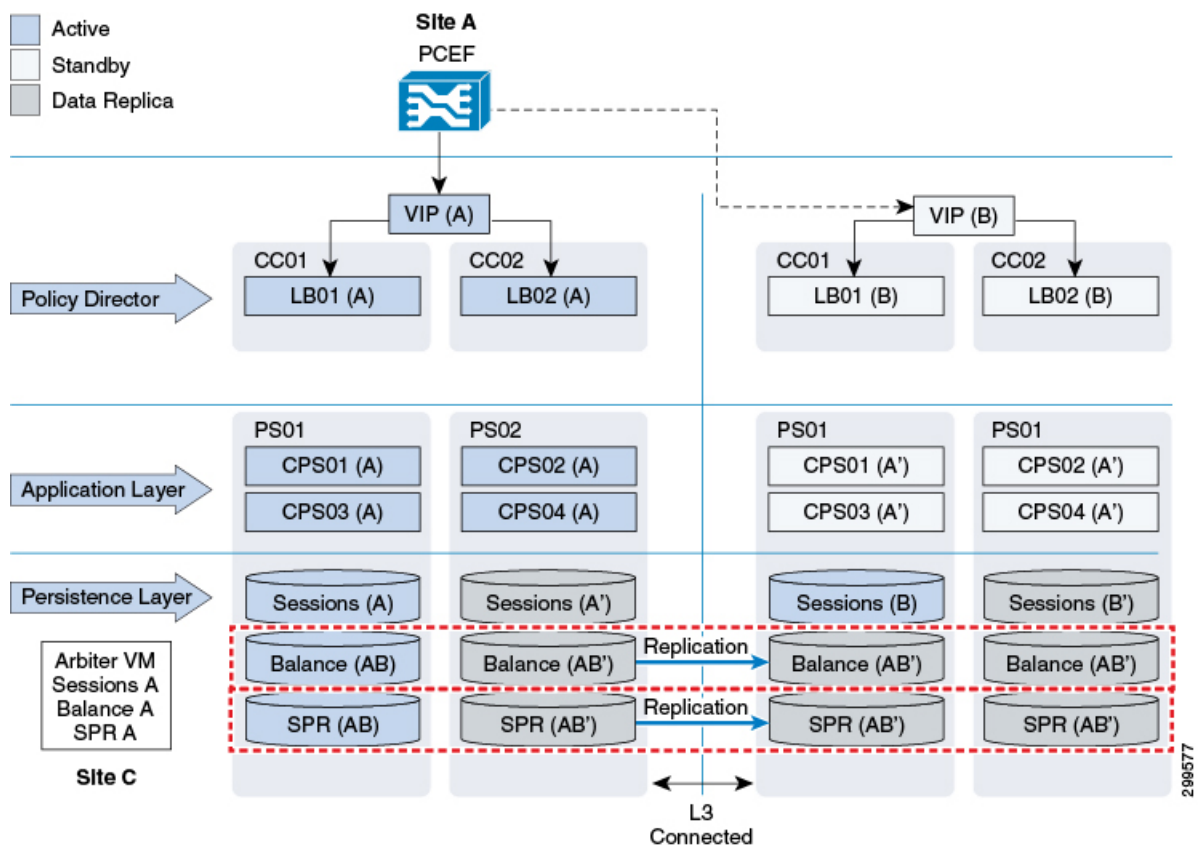 Active
Standby
Data Replica
Site A
PCEF
VIP (A)
VIP (B)
CC01
CC02
CC01
CC02
Policy Director
LB01 (A)
LB02 (A)
LB01 (B)
LB02 (B)
PS01
PS02
PS01
PS01
CPS01 (A)
CPS02 (A)
CPS01 (A')
CPS02 (A')
Application Layer
CPS03 (A)
CPS04 (A)
CPS03 (A')
CPS04 (A')
Persistence Layer
Sessions (A)
Sessions (A')
Sessions (B)
Sessions (B')
Balance (AB)
Balance (AB')
Replication
Balance (AB')
Balance (AB')
SPR (AB)
SPR (AB')
Replication
SPR (AB')
SPR (AB')
Arbiter VM
Sessions A
Balance A
SPR A
Site C
L3
Connected
299577